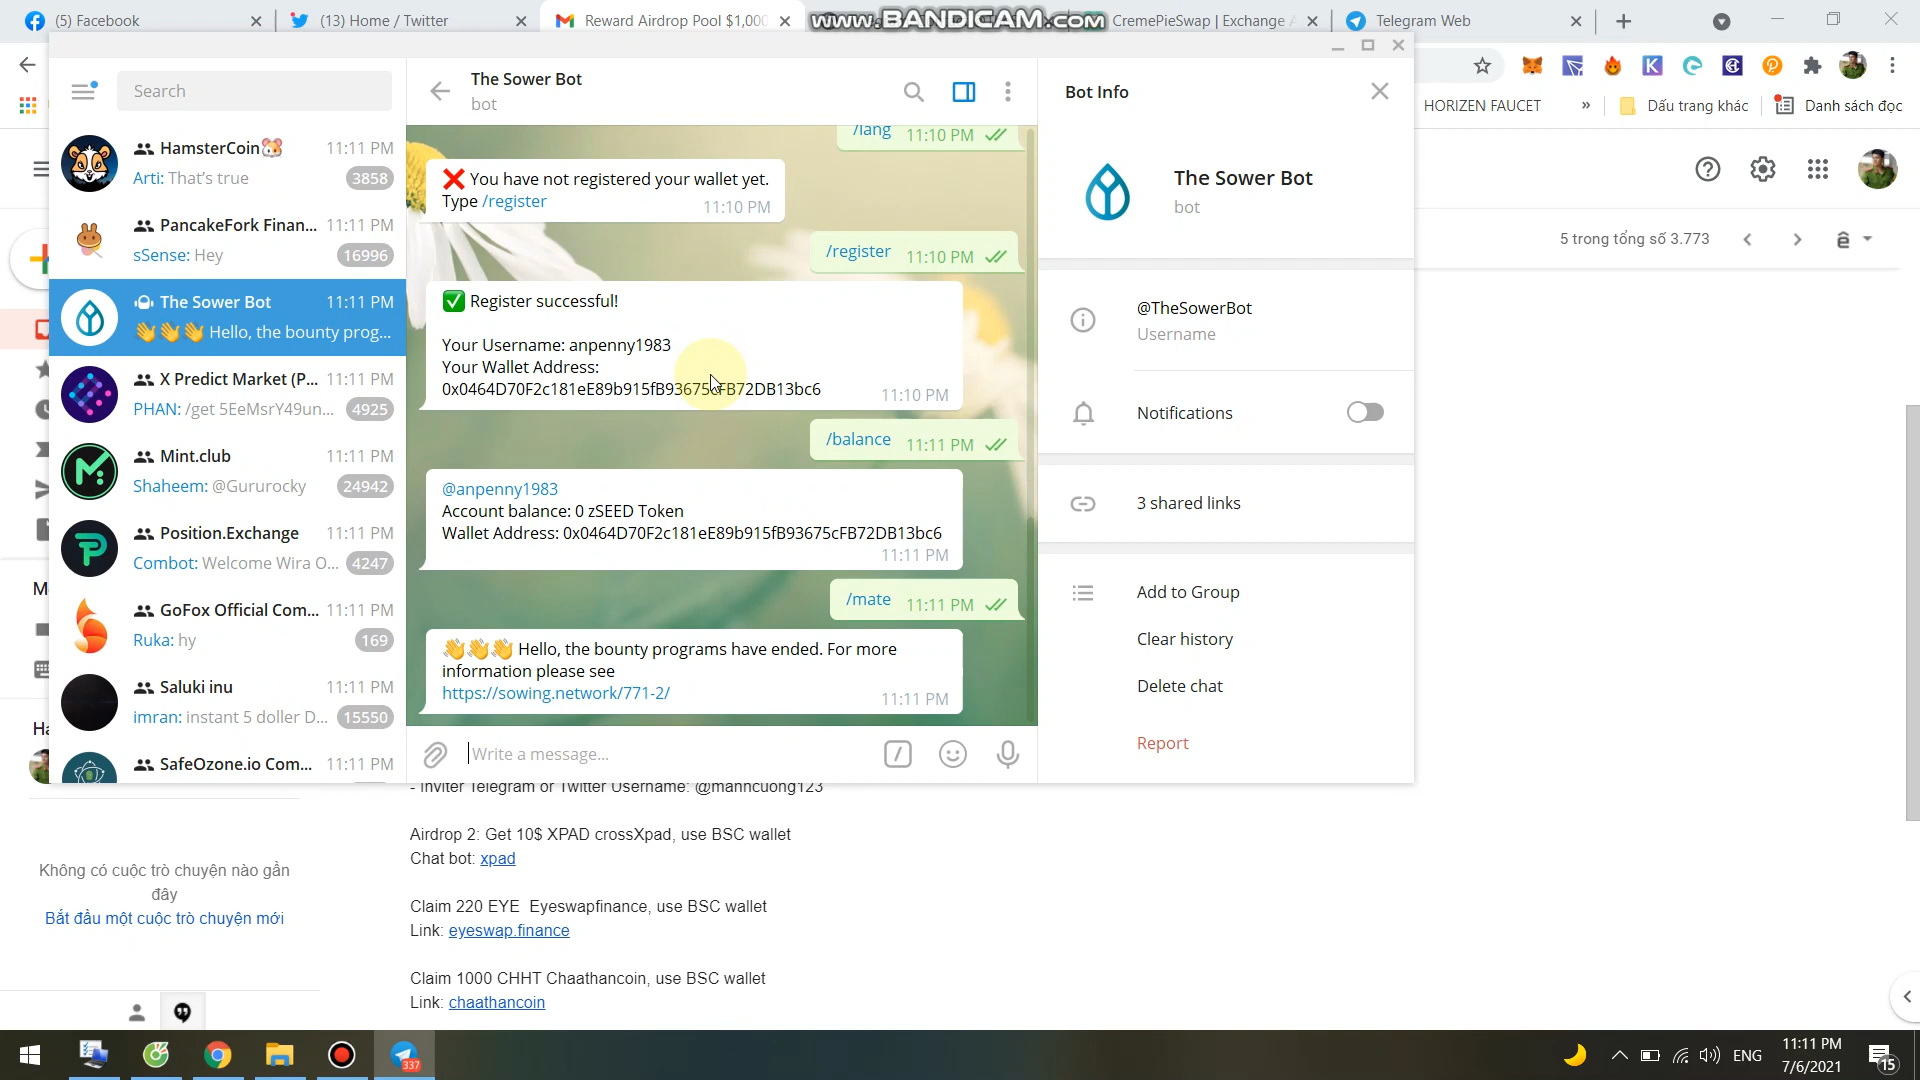 (5) Facebook
(13) Home / Twitter
Reward Airdrop Pool $1,000
www.BANDICAM.com
CremePieSwap | Exchange A
Telegram Web
HORIZEN FAUCET
»
Dấu trang khác
Danh sách đọc
Search
HamsterCoin🐹 11:11 PM
Arti: That's true 3858
PancakeFork Finan... 11:11 PM
sSense: Hey 16996
The Sower Bot 11:11 PM
👋👋👋 Hello, the bounty prog...
X Predict Market (P... 11:11 PM
PHAN: /get 5EeMsrY49un... 4925
Mint.club 11:11 PM
Shaheem: @Gururocky 24942
Position.Exchange 11:11 PM
Combot: Welcome Wira O... 4247
GoFox Official Com... 11:11 PM
Ruka: hy 169
Saluki inu 11:11 PM
imran: instant 5 doller D... 15550
SafeOzone.io Com... 11:11 PM
The Sower Bot
bot
/lang 11:10 PM
❌ You have not registered your wallet yet.
Type /register 11:10 PM
/register 11:10 PM
✅ Register successful!
Your Username: anpenny1983
Your Wallet Address:
0x0464D70F2c181eE89b915fB93675cFB72DB13bc6 11:10 PM
/balance 11:11 PM
@anpenny1983
Account balance: 0 zSEED Token
Wallet Address: 0x0464D70F2c181eE89b915fB93675cFB72DB13bc6
11:11 PM
/mate 11:11 PM
👋👋👋 Hello, the bounty programs have ended. For more
information please see
https://sowing.network/771-2/ 11:11 PM
Write a message...
Bot Info
The Sower Bot
bot
@TheSowerBot
Username
Notifications
3 shared links
Add to Group
Clear history
Delete chat
Report
5 trong tổng số 3.773
ê
- Inviter Telegram or Twitter Username: @manhcuong123
Airdrop 2: Get 10$ XPAD crossXpad, use BSC wallet
Chat bot: xpad
Claim 220 EYE Eyeswapfinance, use BSC wallet
Link: eyeswap.finance
Claim 1000 CHHT Chaathancoin, use BSC wallet
Link: chaathancoin
Không có cuộc trò chuyện nào gần
đây
Bắt đầu một cuộc trò chuyện mới
337
ENG
11:11 PM
7/6/2021
15